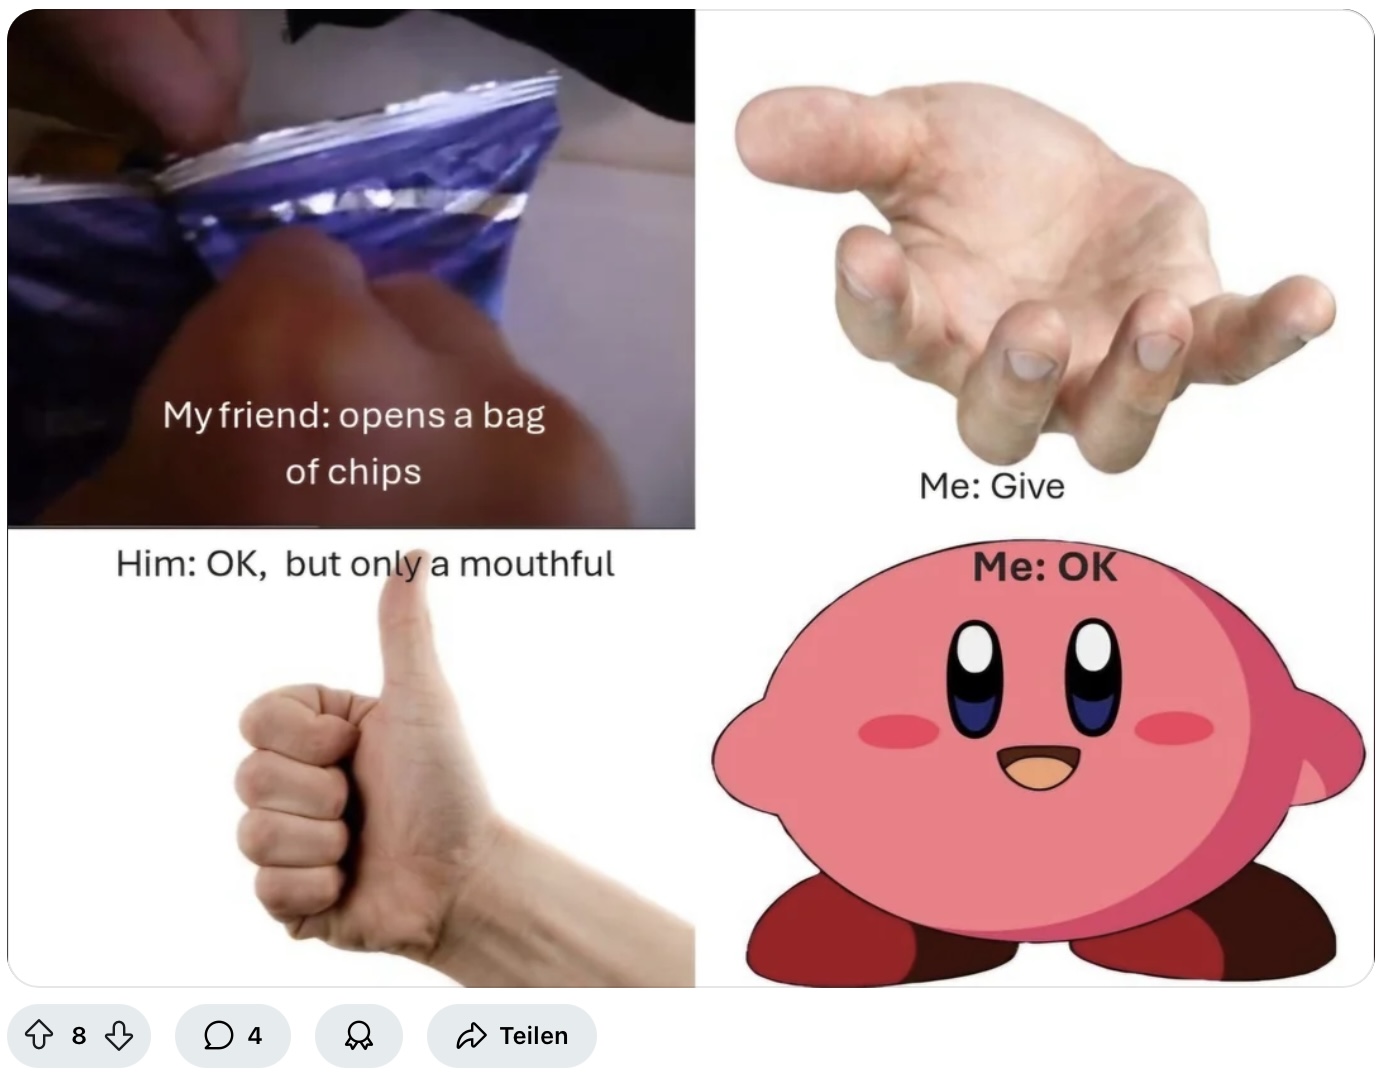 My friend: opens a bag
of chips
Me: Give
Him: OK,  but only a mouthful
Me: OK
8
4
Teilen